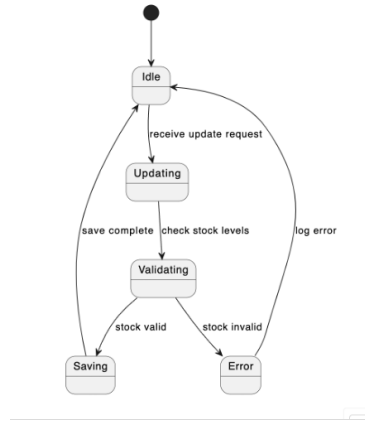 Idle
receive update request
Updating
save complete
check stock levels
log error
Validating
stock valid
stock invalid
Saving
Error